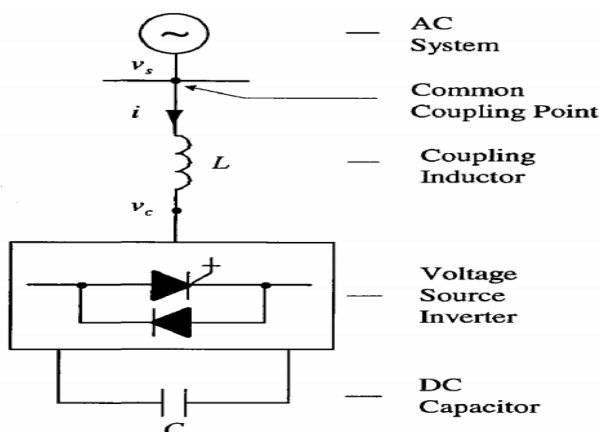 AC
System
v_s
Common
Coupling Point
i
L
Coupling
Inductor
v_c
Voltage
Source
Inverter
DC
Capacitor
C